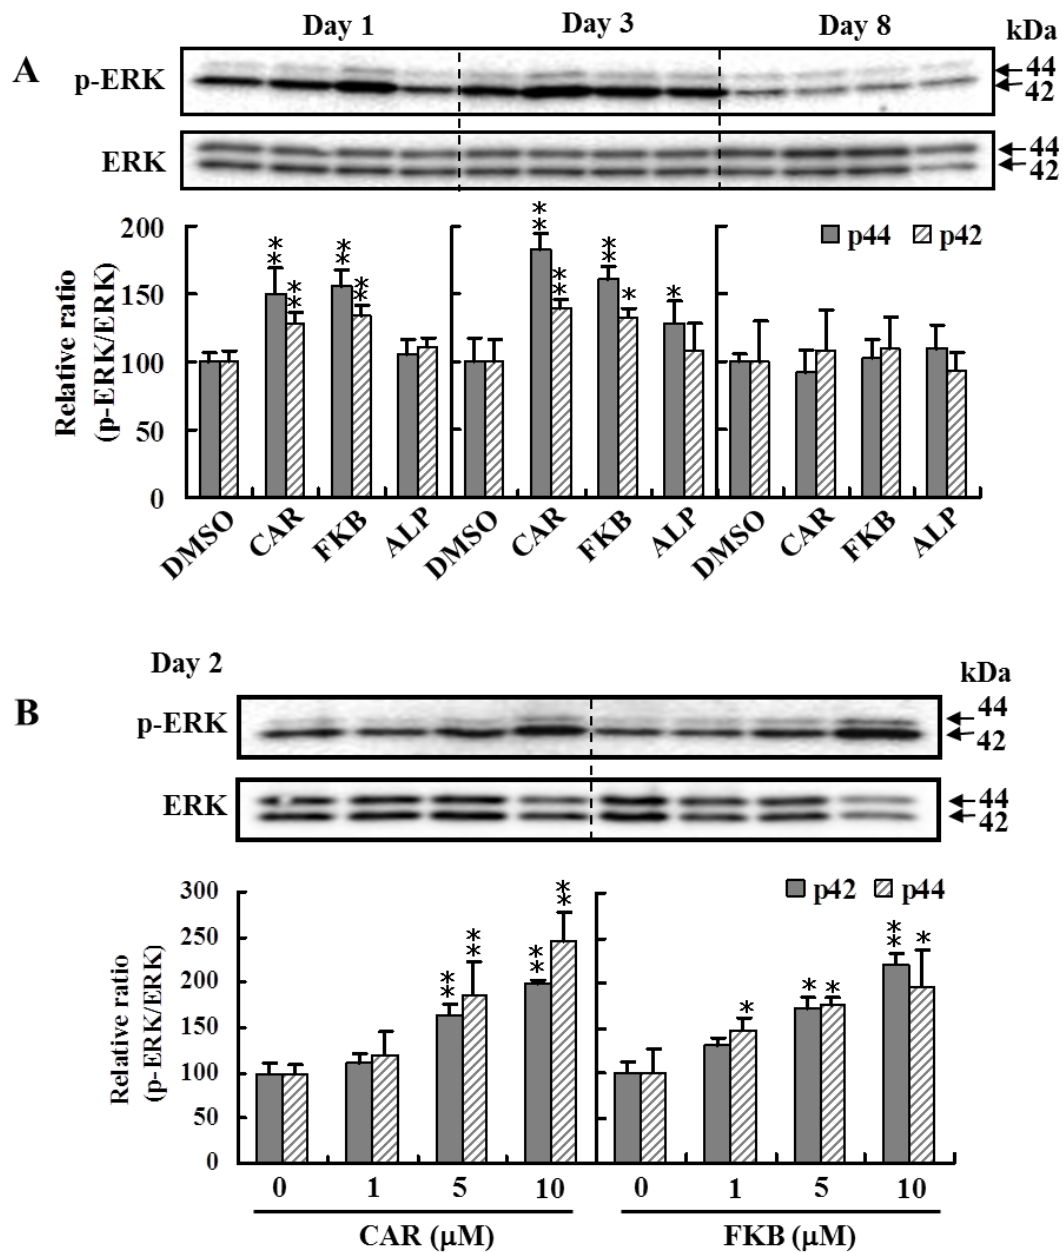 Day 1 Day 3 Day 8 kDa
A
p-ERK 44
42
ERK 44
42
p44 p42
Relative ratio
(p-ERK/ERK)
200
150
100
50
0
** ** ** ** ** ** ** * *
DMSO CAR FKB ALP DMSO CAR FKB ALP DMSO CAR FKB ALP
Day 2 kDa
B
p-ERK 44
42
ERK 44
42
p42 p44
Relative ratio
(p-ERK/ERK)
300
250
200
150
100
50
0
** ** ** ** * * * ** *
0 1 5 10 0 1 5 10
CAR (μM) FKB (μM)